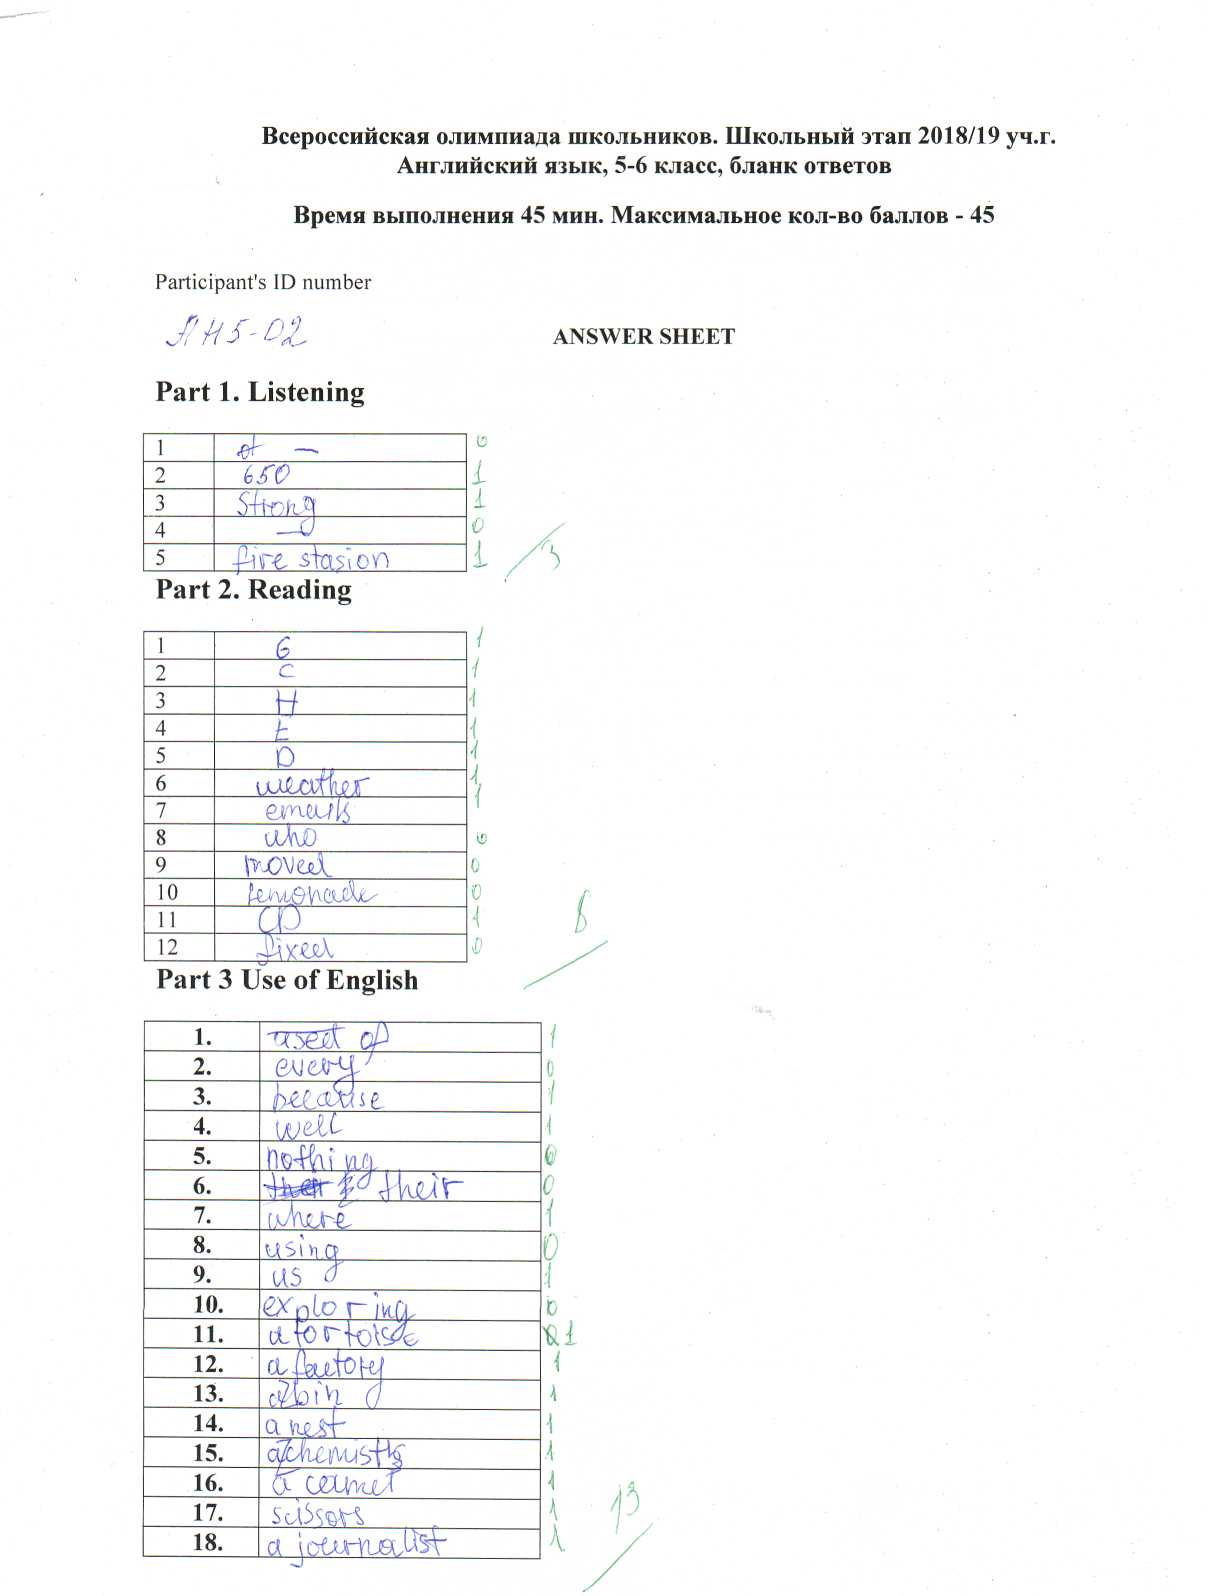 Всероссийская олимпиада школьников. Школьный этап 2018/19 уч.г.
Английский язык, 5-6 класс, бланк ответов
Время выполнения 45 мин. Максимальное кол-во баллов - 45
Participant's ID number
ЛН5-02
ANSWER SHEET
Part 1. Listening
1 — 0
2 650 1
3 Strong 1
4 — 0
5 fire stasion 1
3
Part 2. Reading
1 G 1
2 C 1
3 H 1
4 E 1
5 D 1
6 weather 1
7 emails 1
8 who 0
9 moved 0
10 lemonade 0
11 CD 1
12 fixed 0
8
Part 3 Use of English
1. used of 1
2. every 0
3. because 1
4. well 1
5. nothing 0
6. their 0
7. where 1
8. using 0
9. us 1
10. exploring 0
11. a tortoise 1
12. a factory 1
13. a bin 1
14. a nest 1
15. a chemist's 1
16. a camel 1
17. scissors 1
18. a journalist 1
13